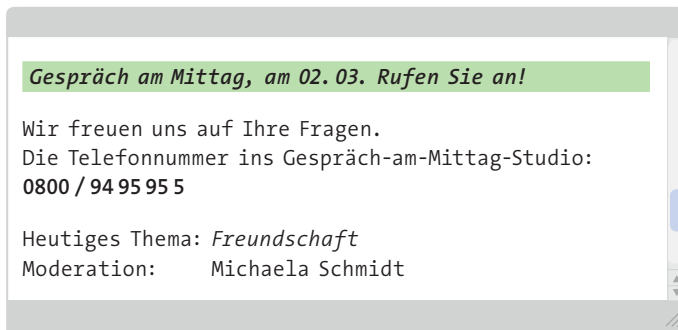 Gespräch am Mittag, am 02.03. Rufen Sie an!
Wir freuen uns auf Ihre Fragen.
Die Telefonnummer ins Gespräch-am-Mittag-Studio:
0800 / 94 95 95 5
Heutiges Thema: Freundschaft
Moderation: Michaela Schmidt